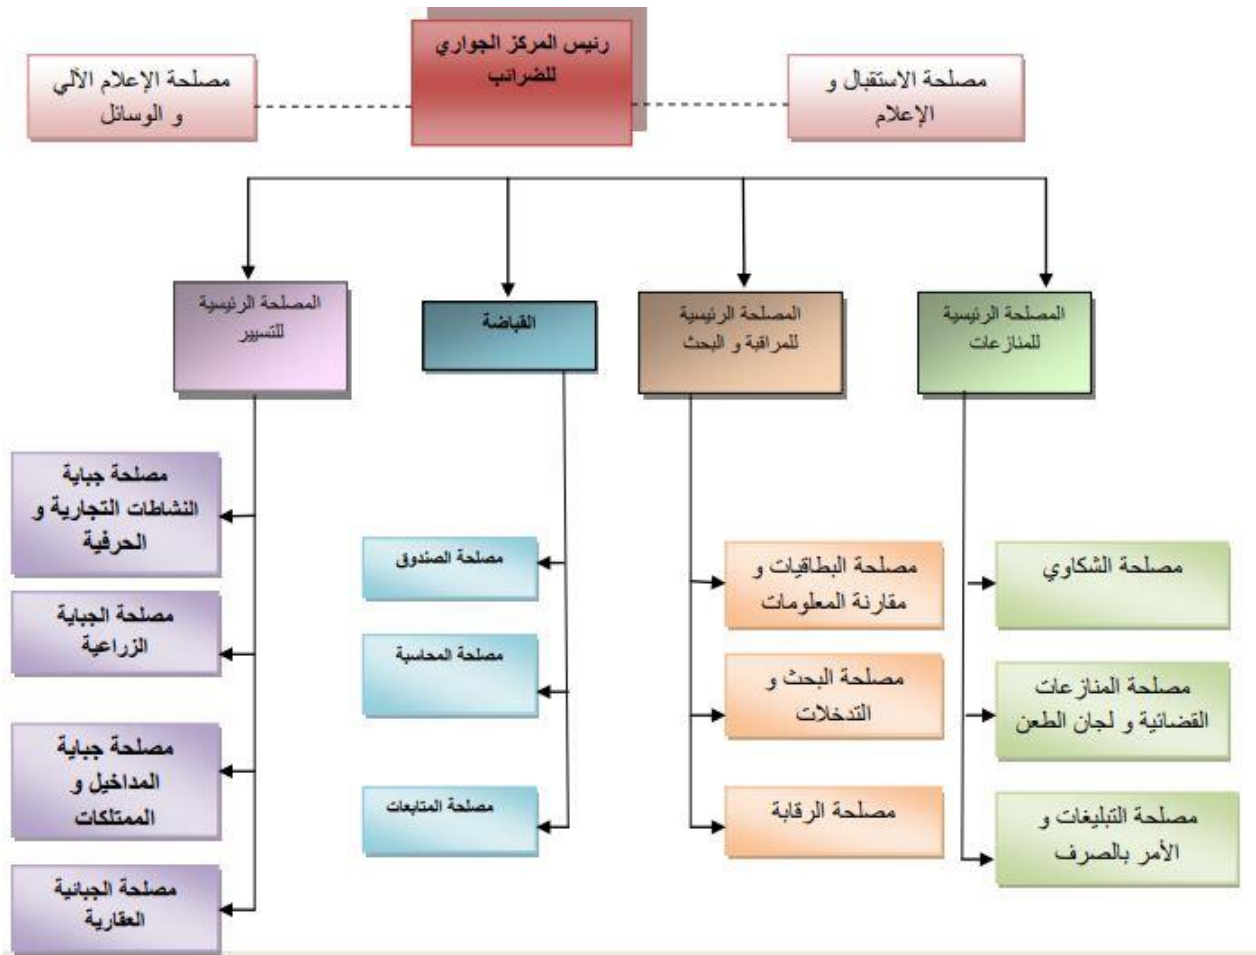 رئيس المركز الجواري
للضرائب
مصلحة الاستقبال و
الإعلام
مصلحة الإعلام الآلي
و الوسائل
المصلحة الرئيسية
للمنازعات
المصلحة الرئيسية
للمراقبة و البحث
القباضة
المصلحة الرئيسية
للتسيير
مصلحة الشكاوي
مصلحة المنازعات
القضائية و لجان الطعن
مصلحة التبليغات و
الأمر بالصرف
مصلحة البطاقيات و
مقارنة المعلومات
مصلحة البحث و
التدخلات
مصلحة الرقابة
مصلحة الصندوق
مصلحة المحاسبة
مصلحة المتابعات
مصلحة جباية
النشاطات التجارية و
الحرفية
مصلحة الجباية
الزراعية
مصلحة جباية
المداخيل و
الممتلكات
مصلحة الجبائية
العقارية